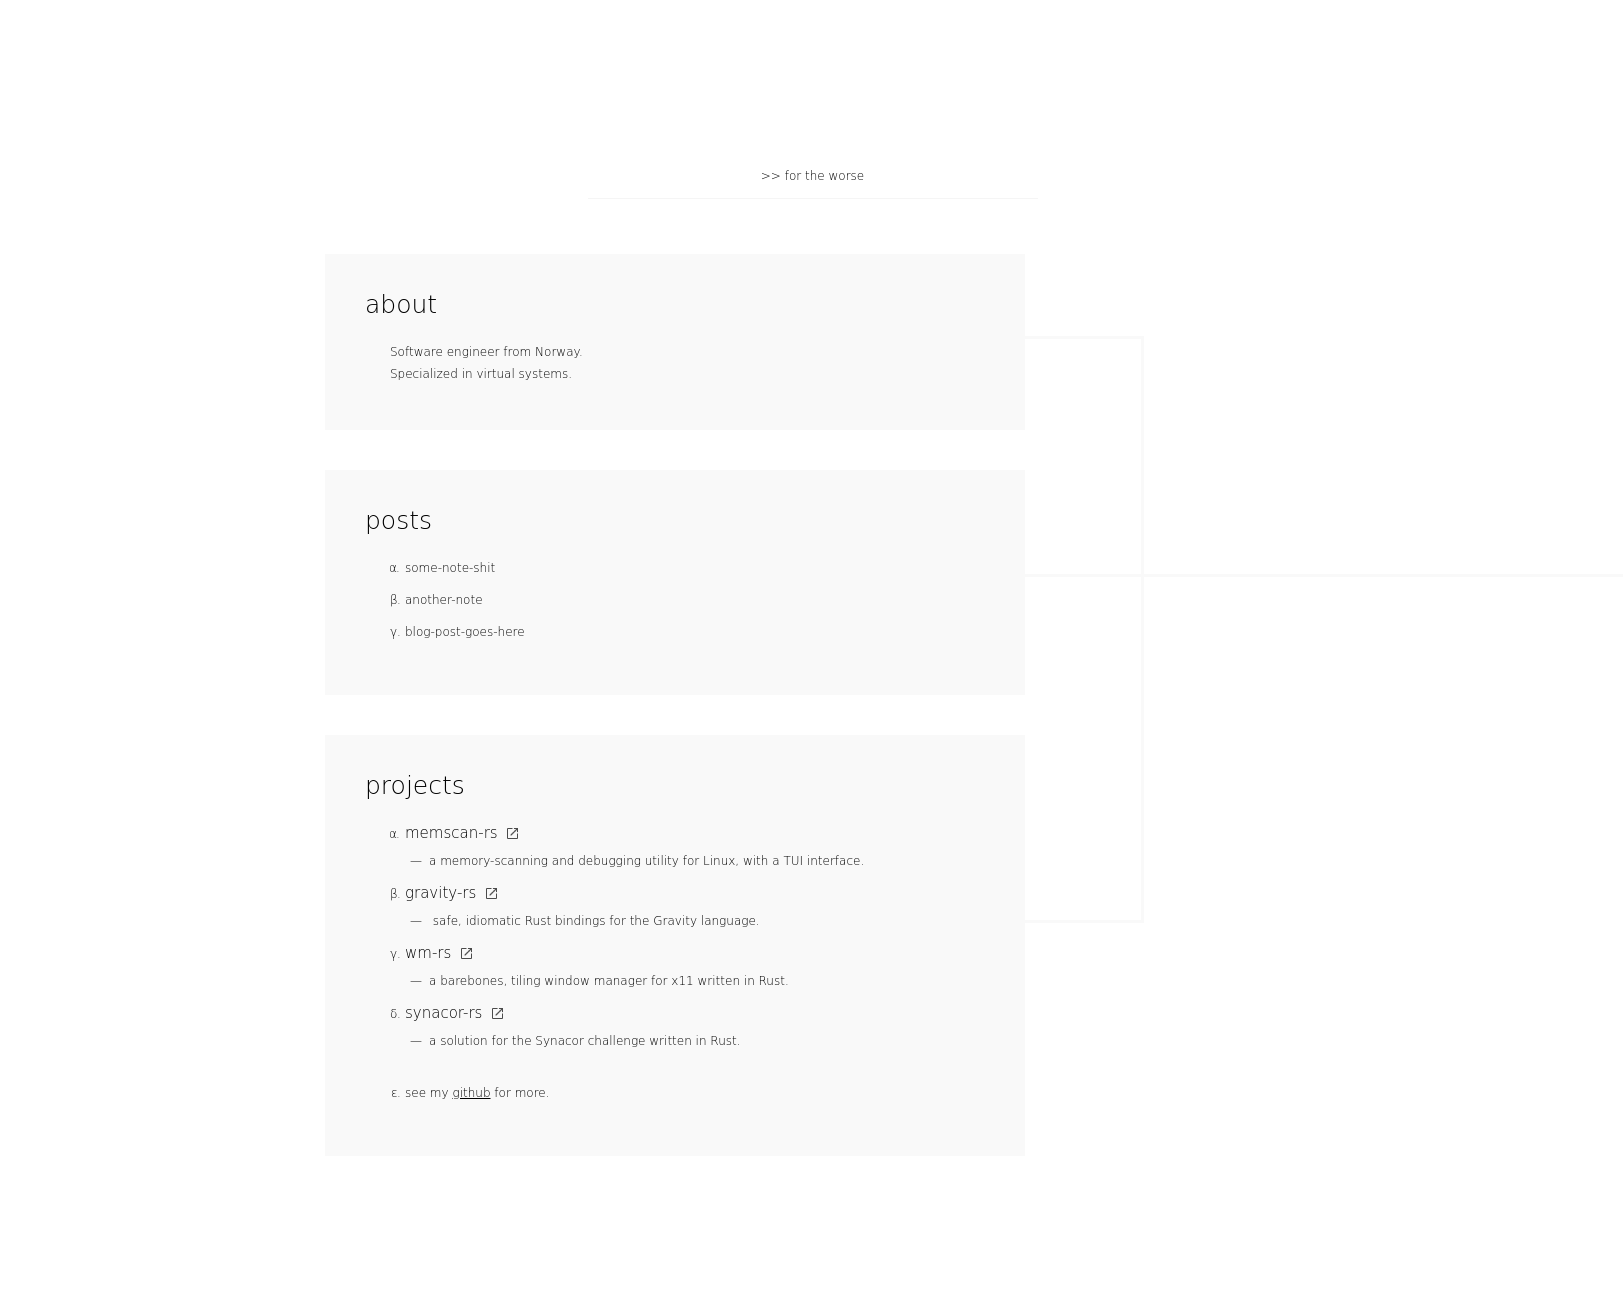 >> for the worse
about
Software engineer from Norway.
Specialized in virtual systems.
posts
α. some-note-shit
β. another-note
γ. blog-post-goes-here
projects
α. memscan-rs
— a memory-scanning and debugging utility for Linux, with a TUI interface.
β. gravity-rs
— safe, idiomatic Rust bindings for the Gravity language.
γ. wm-rs
— a barebones, tiling window manager for x11 written in Rust.
δ. synacor-rs
— a solution for the Synacor challenge written in Rust.
ε. see my github for more.